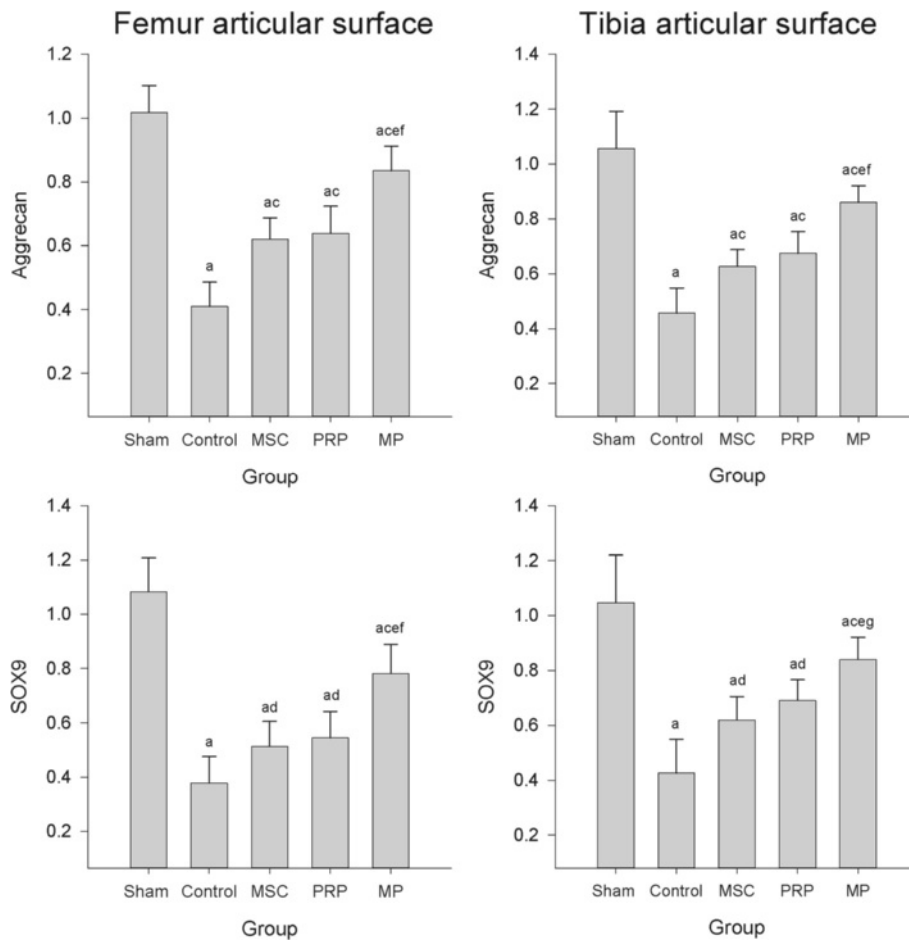 Femur articular surface
Aggrecan
1.2
1.0
0.8
0.6
0.4
0.2
a
ac
ac
acef
Sham Control MSC PRP MP
Group
Tibia articular surface
Aggrecan
1.4
1.2
1.0
0.8
0.6
0.4
0.2
a
ac
ac
acef
Sham Control MSC PRP MP
Group
SOX9
1.4
1.2
1.0
0.8
0.6
0.4
0.2
a
ad
ad
acef
Sham Control MSC PRP MP
Group
SOX9
1.4
1.2
1.0
0.8
0.6
0.4
0.2
a
ad
ad
aceg
Sham Control MSC PRP MP
Group